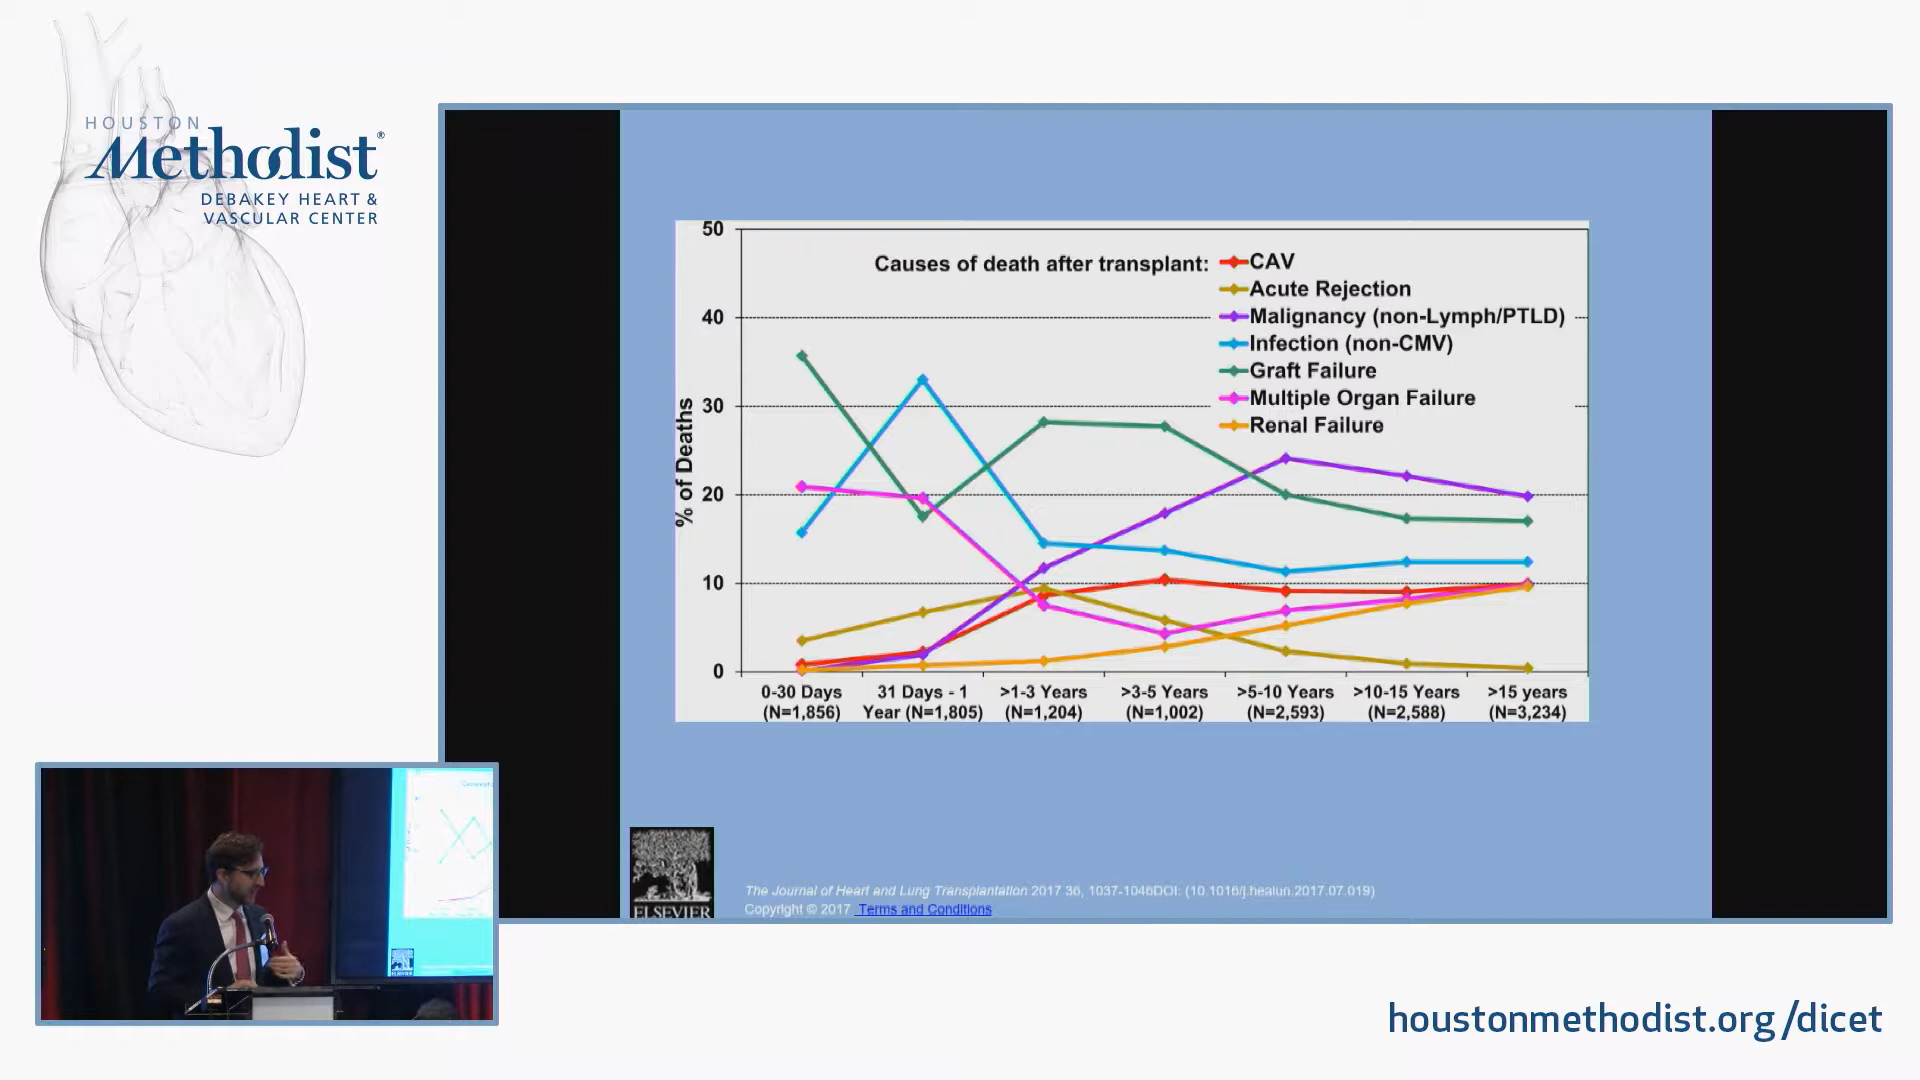 HOUSTON
Methodist®
DEBAKEY HEART &
VASCULAR CENTER
50
40
30
20
10
0
% of Deaths
Causes of death after transplant:
CAV
Acute Rejection
Malignancy (non-Lymph/PTLD)
Infection (non-CMV)
Graft Failure
Multiple Organ Failure
Renal Failure
0-30 Days (N=1,856)
31 Days - 1 Year (N=1,805)
>1-3 Years (N=1,204)
>3-5 Years (N=1,002)
>5-10 Years (N=2,593)
>10-15 Years (N=2,588)
>15 years (N=3,234)
ELSEVIER
The Journal of Heart and Lung Transplantation 2017 36, 1037-1046DOI: (10.1016/j.healun.2017.07.019)
Copyright © 2017 Terms and Conditions
ELSEVIER
houstonmethodist.org/dicet